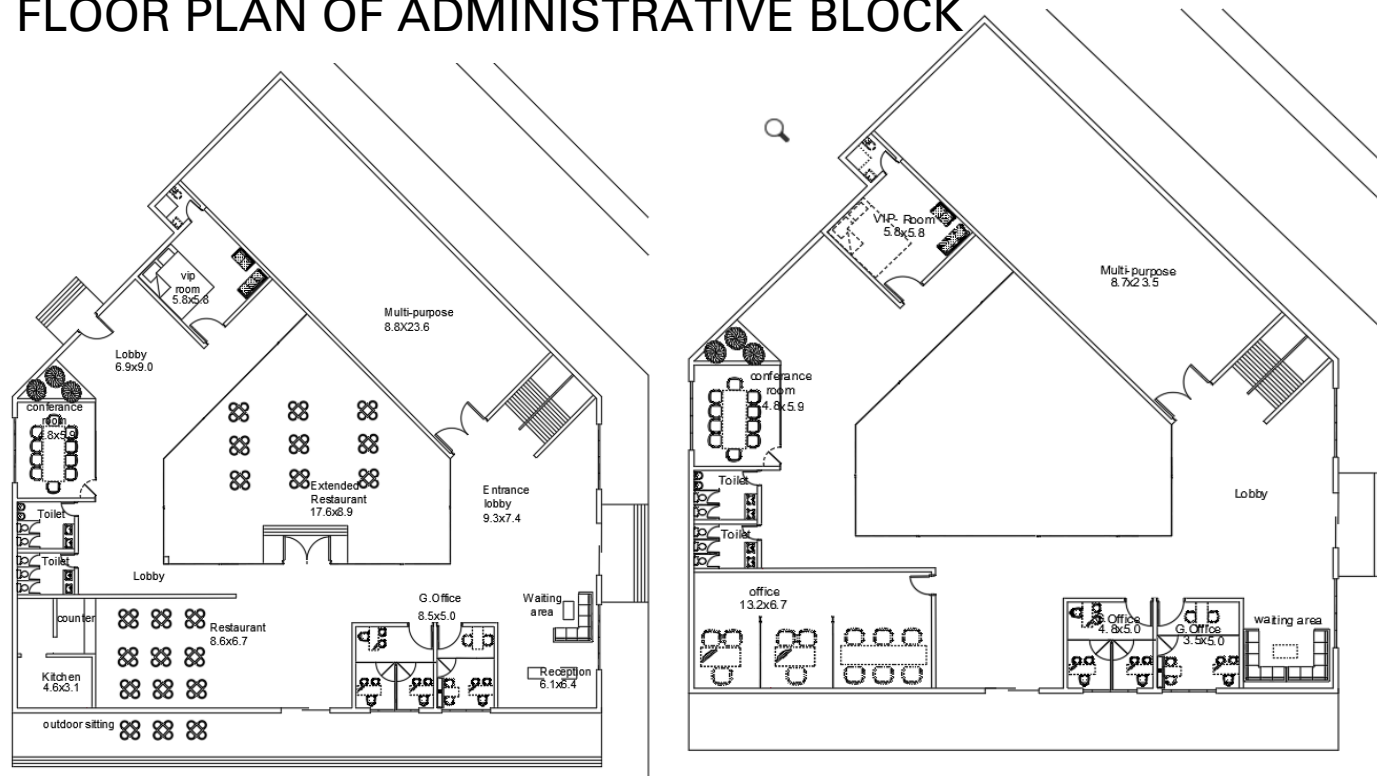 FLOOR PLAN OF ADMINISTRATIVE BLOCK
vip
room
5.8x5.8
Multi-purpose
8.8X23.6
Lobby
6.9x9.0
conferance
room
4.8x5.9
Extended
Restaurant
17.6x8.9
Entrance
lobby
9.3x7.4
Toilet
Toilet
Lobby
counter
Restaurant
8.6x6.7
G.Office
8.5x5.0
Waiting
area
Kitchen
4.6x3.1
Reception
6.1x6.4
outdoor sitting
VIP- Room
5.8x5.8
Multi-purpose
8.7x23.5
conferance
room
4.8x5.9
Toilet
Toilet
Lobby
office
13.2x6.7
G.Office
4.8x5.0
G.Office
3.5x5.0
waiting area